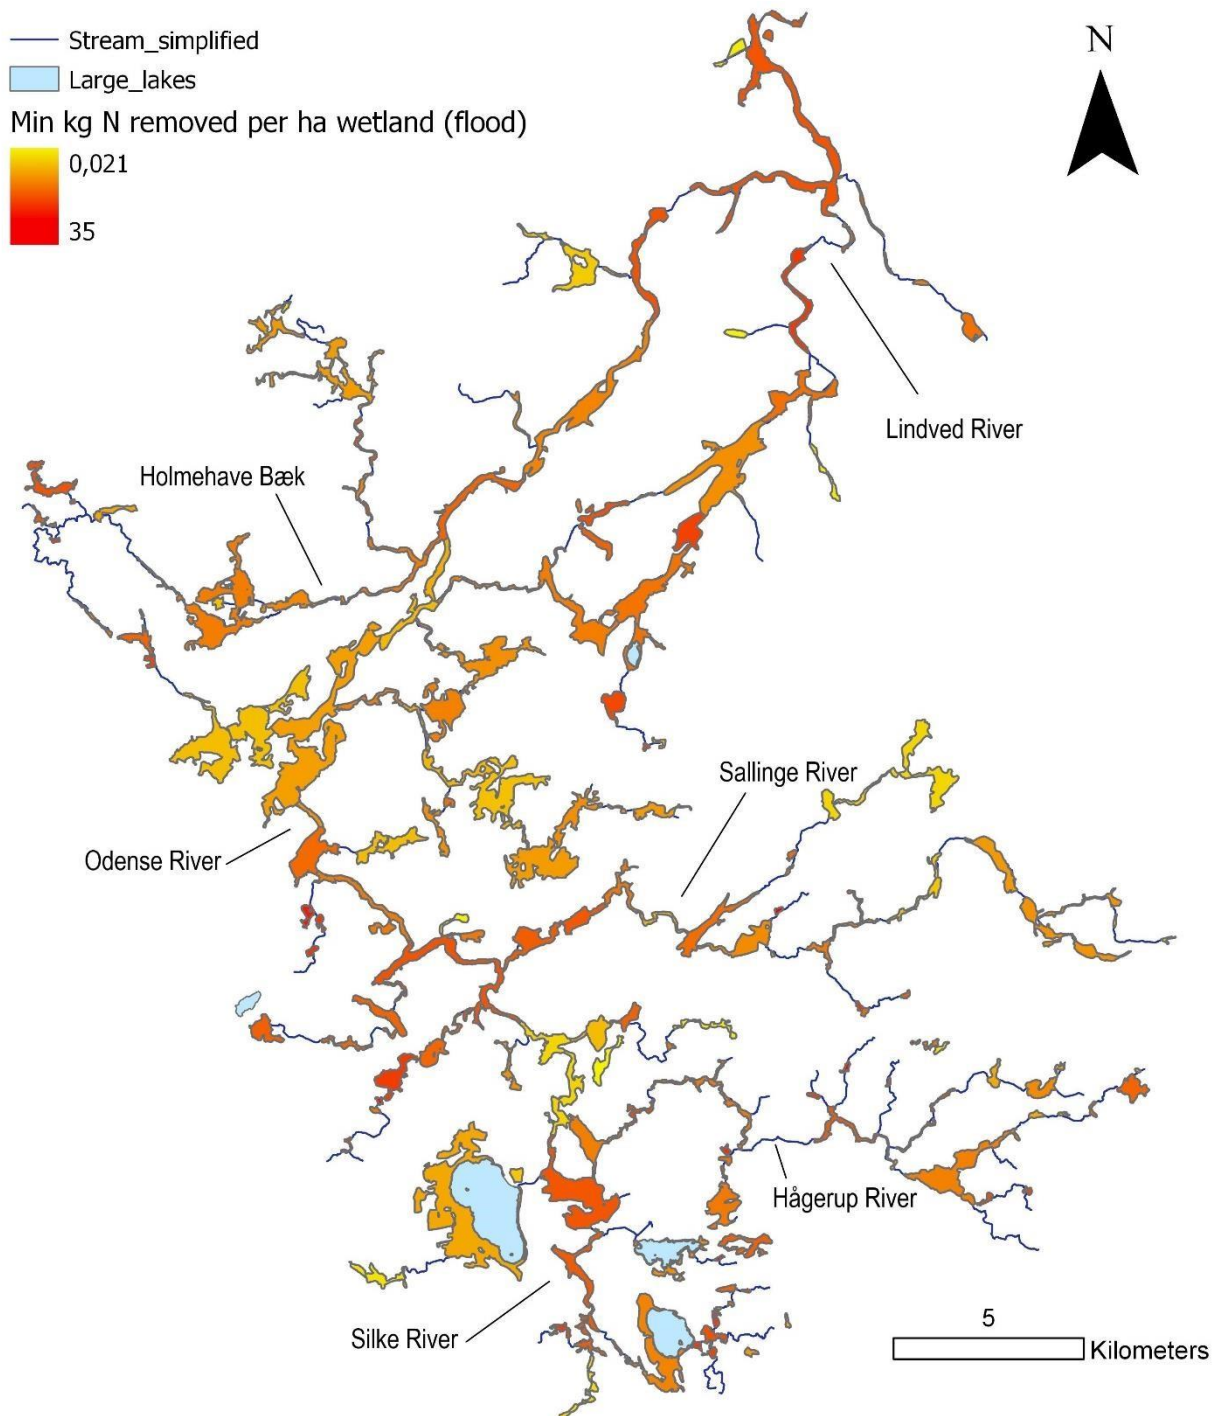 Stream_simplified
Large_lakes
Min kg N removed per ha wetland (flood)
0,021
35
N
Lindved River
Holmehave Bæk
Sallinge River
Odense River
Hågerup River
Silke River
5
Kilometers